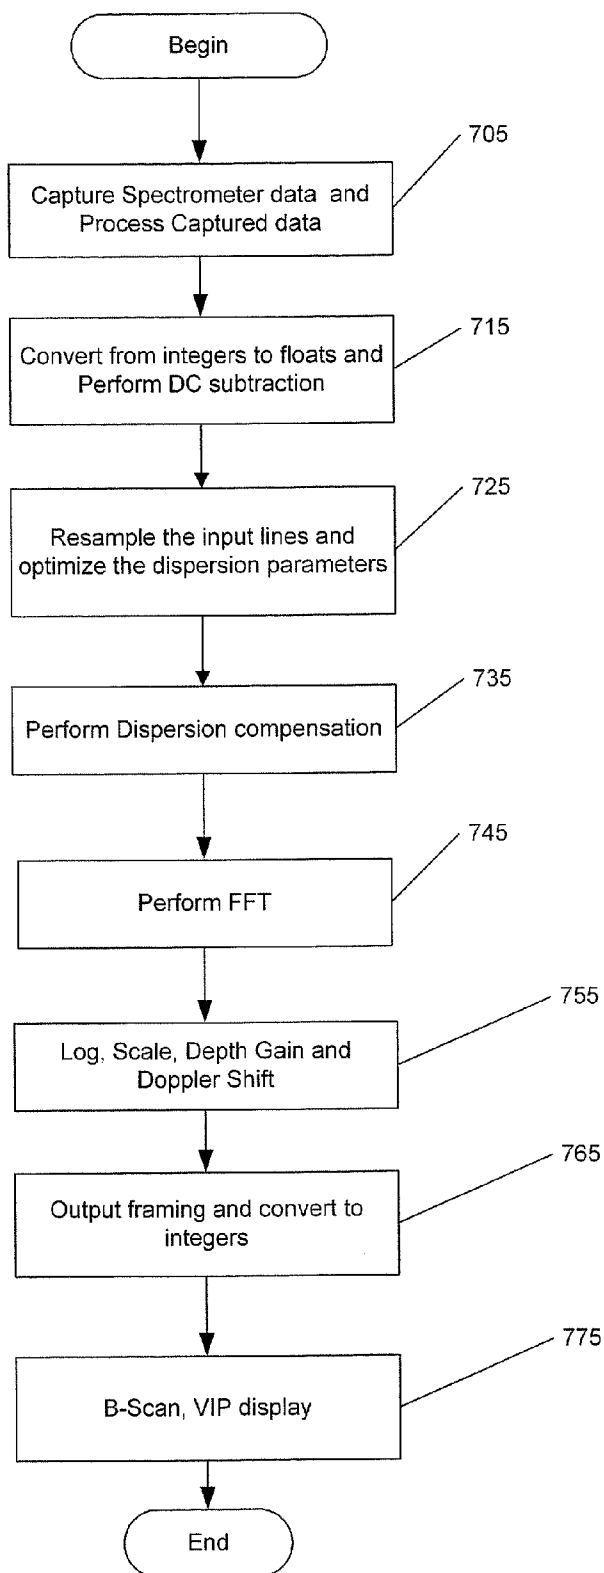 Begin
705
Capture Spectrometer data and
Process Captured data
715
Convert from integers to floats and
Perform DC subtraction
725
Resample the input lines and
optimize the dispersion parameters
735
Perform Dispersion compensation
745
Perform FFT
755
Log, Scale, Depth Gain and
Doppler Shift
765
Output framing and convert to
integers
775
B-Scan, VIP display
End